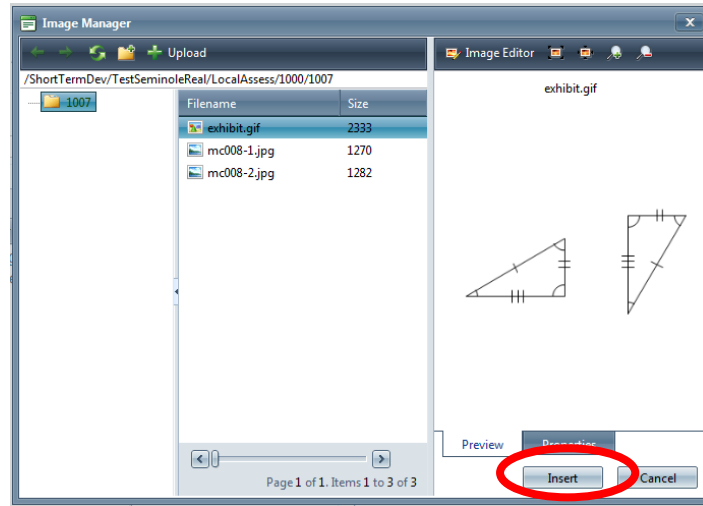 Image Manager
x
Upload
Image Editor
/ShortTermDev/TestSeminoleReal/LocalAssess/1000/1007
exhibit.gif
1007
Filename Size
exhibit.gif 2333
mc008-1.jpg 1270
mc008-2.jpg 1282
Preview Properties
Page 1 of 1. Items 1 to 3 of 3
Insert Cancel